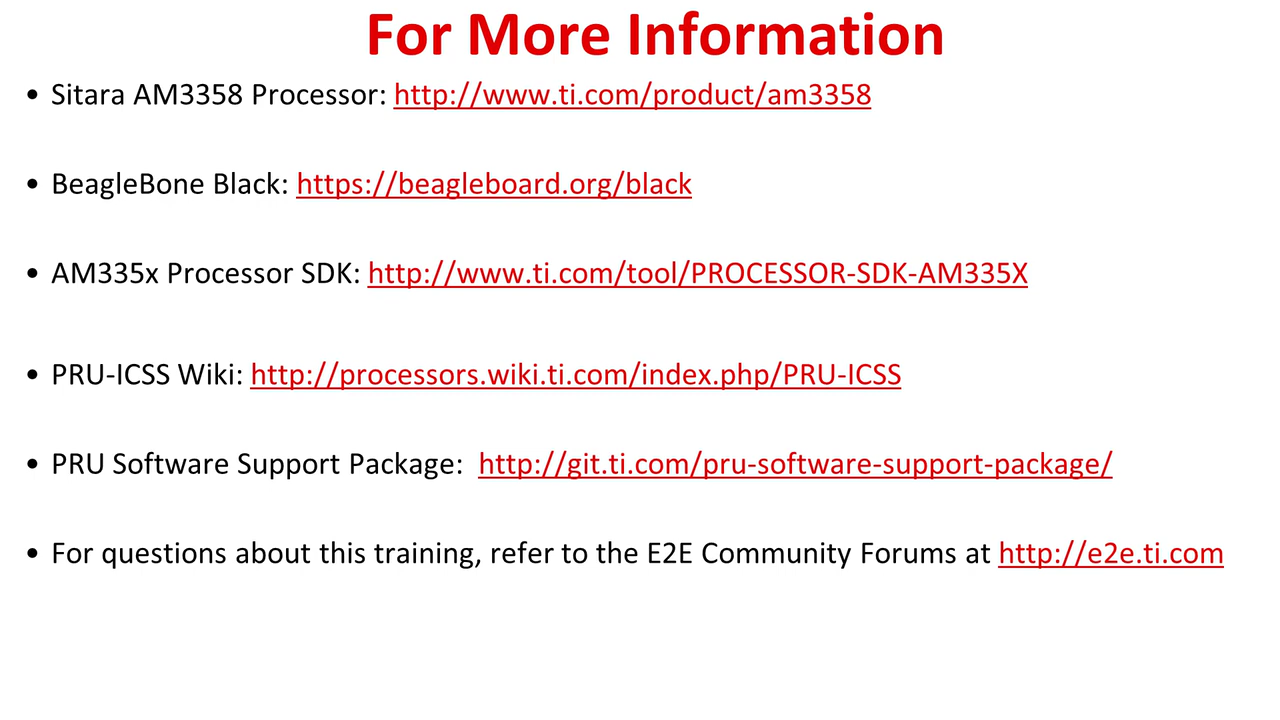 For More Information
• Sitara AM3358 Processor: http://www.ti.com/product/am3358
• BeagleBone Black: https://beagleboard.org/black
• AM335x Processor SDK: http://www.ti.com/tool/PROCESSOR-SDK-AM335X
• PRU-ICSS Wiki: http://processors.wiki.ti.com/index.php/PRU-ICSS
• PRU Software Support Package:  http://git.ti.com/pru-software-support-package/
• For questions about this training, refer to the E2E Community Forums at http://e2e.ti.com